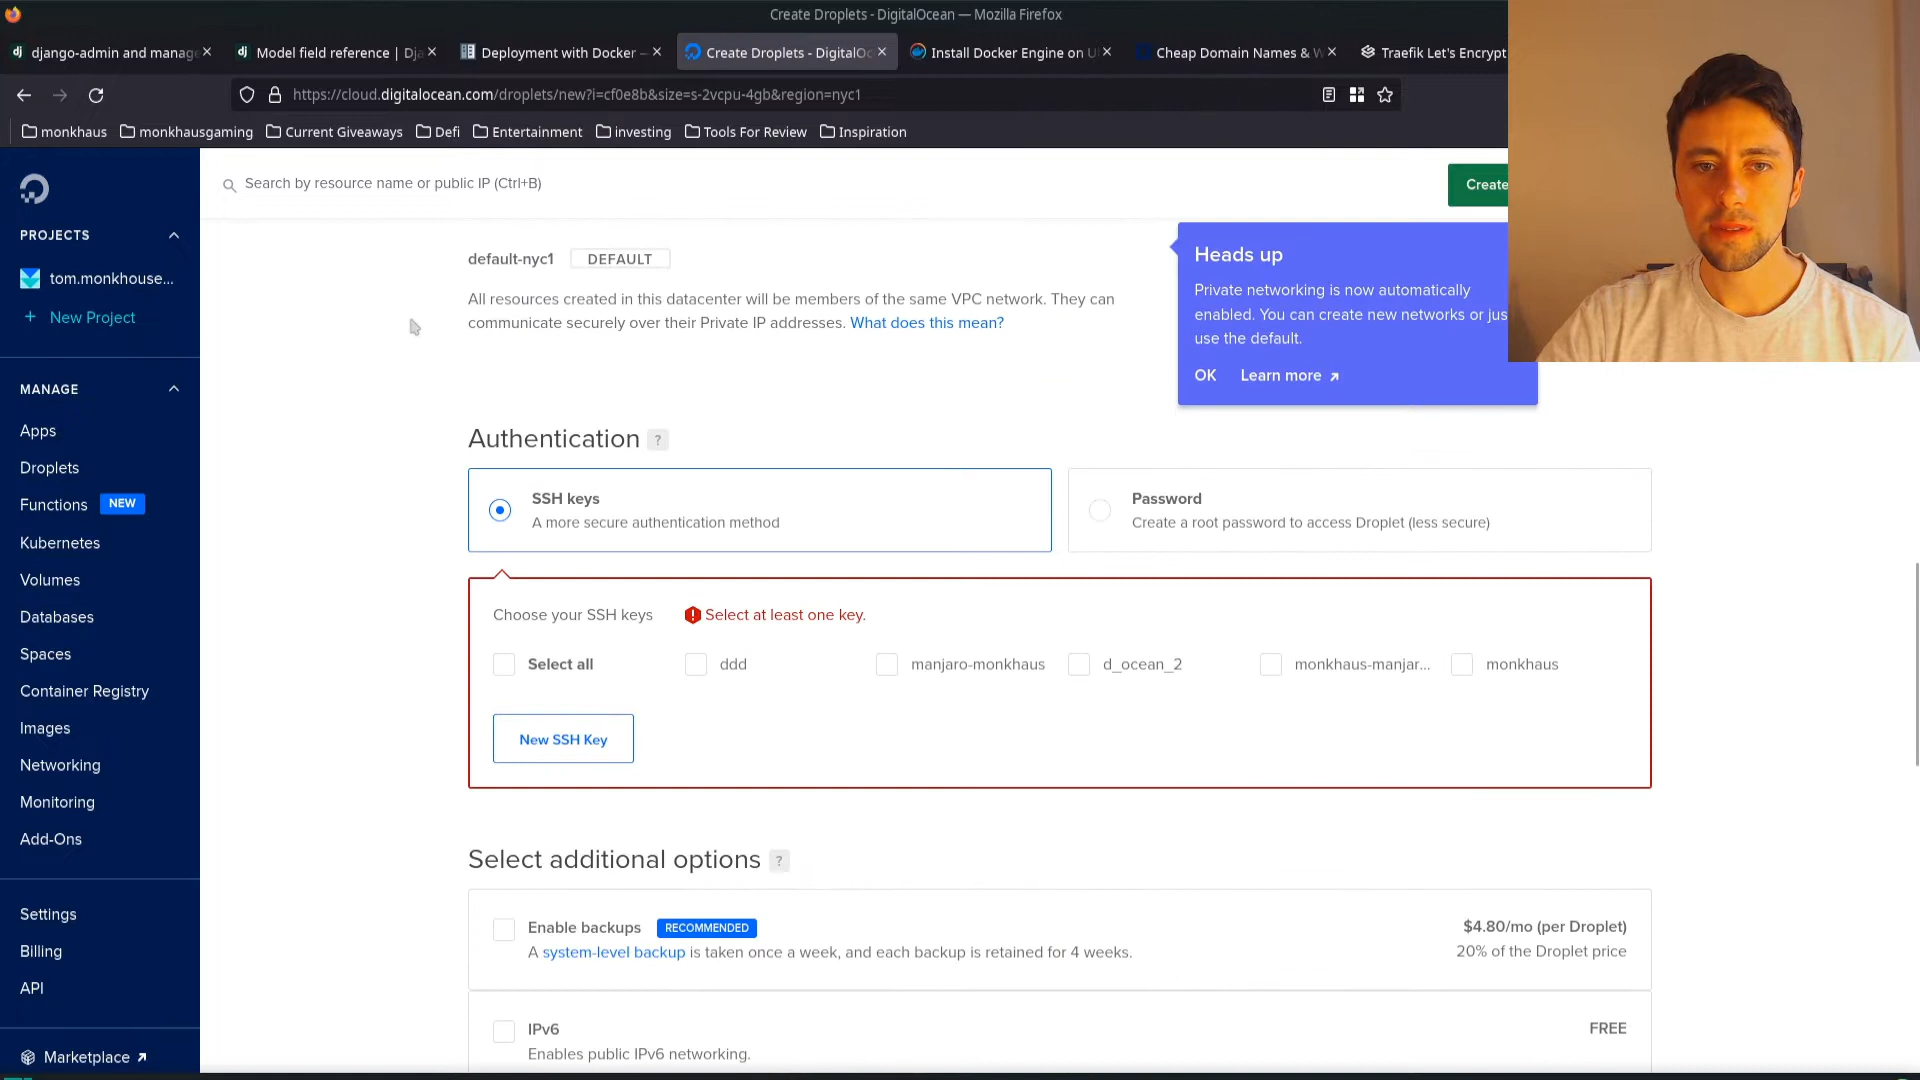 Create Droplets - DigitalOcean — Mozilla Firefox
django-admin and manage
Model field reference | Dja
Deployment with Docker —
Create Droplets - DigitalOc
Install Docker Engine on U
Cheap Domain Names & W
Traefik Let's Encrypt
https://cloud.digitalocean.com/droplets/new?i=cf0e8b&size=s-2vcpu-4gb&region=nyc1
monkhaus
monkhausgaming
Current Giveaways
Defi
Entertainment
investing
Tools For Review
Inspiration
Search by resource name or public IP (Ctrl+B)
Create
PROJECTS
tom.monkhouse...
+ New Project
MANAGE
Apps
Droplets
Functions NEW
Kubernetes
Volumes
Databases
Spaces
Container Registry
Images
Networking
Monitoring
Add-Ons
Settings
Billing
API
Marketplace
default-nyc1 DEFAULT
All resources created in this datacenter will be members of the same VPC network. They can
communicate securely over their Private IP addresses. What does this mean?
Heads up
Private networking is now automatically
enabled. You can create new networks or jus
use the default.
OK Learn more
Authentication ?
SSH keys
A more secure authentication method
Password
Create a root password to access Droplet (less secure)
Choose your SSH keys Select at least one key.
Select all ddd manjaro-monkhaus d_ocean_2 monkhaus-manjar... monkhaus
New SSH Key
Select additional options ?
Enable backups RECOMMENDED
A system-level backup is taken once a week, and each backup is retained for 4 weeks.
$4.80/mo (per Droplet)
20% of the Droplet price
IPv6
Enables public IPv6 networking.
FREE